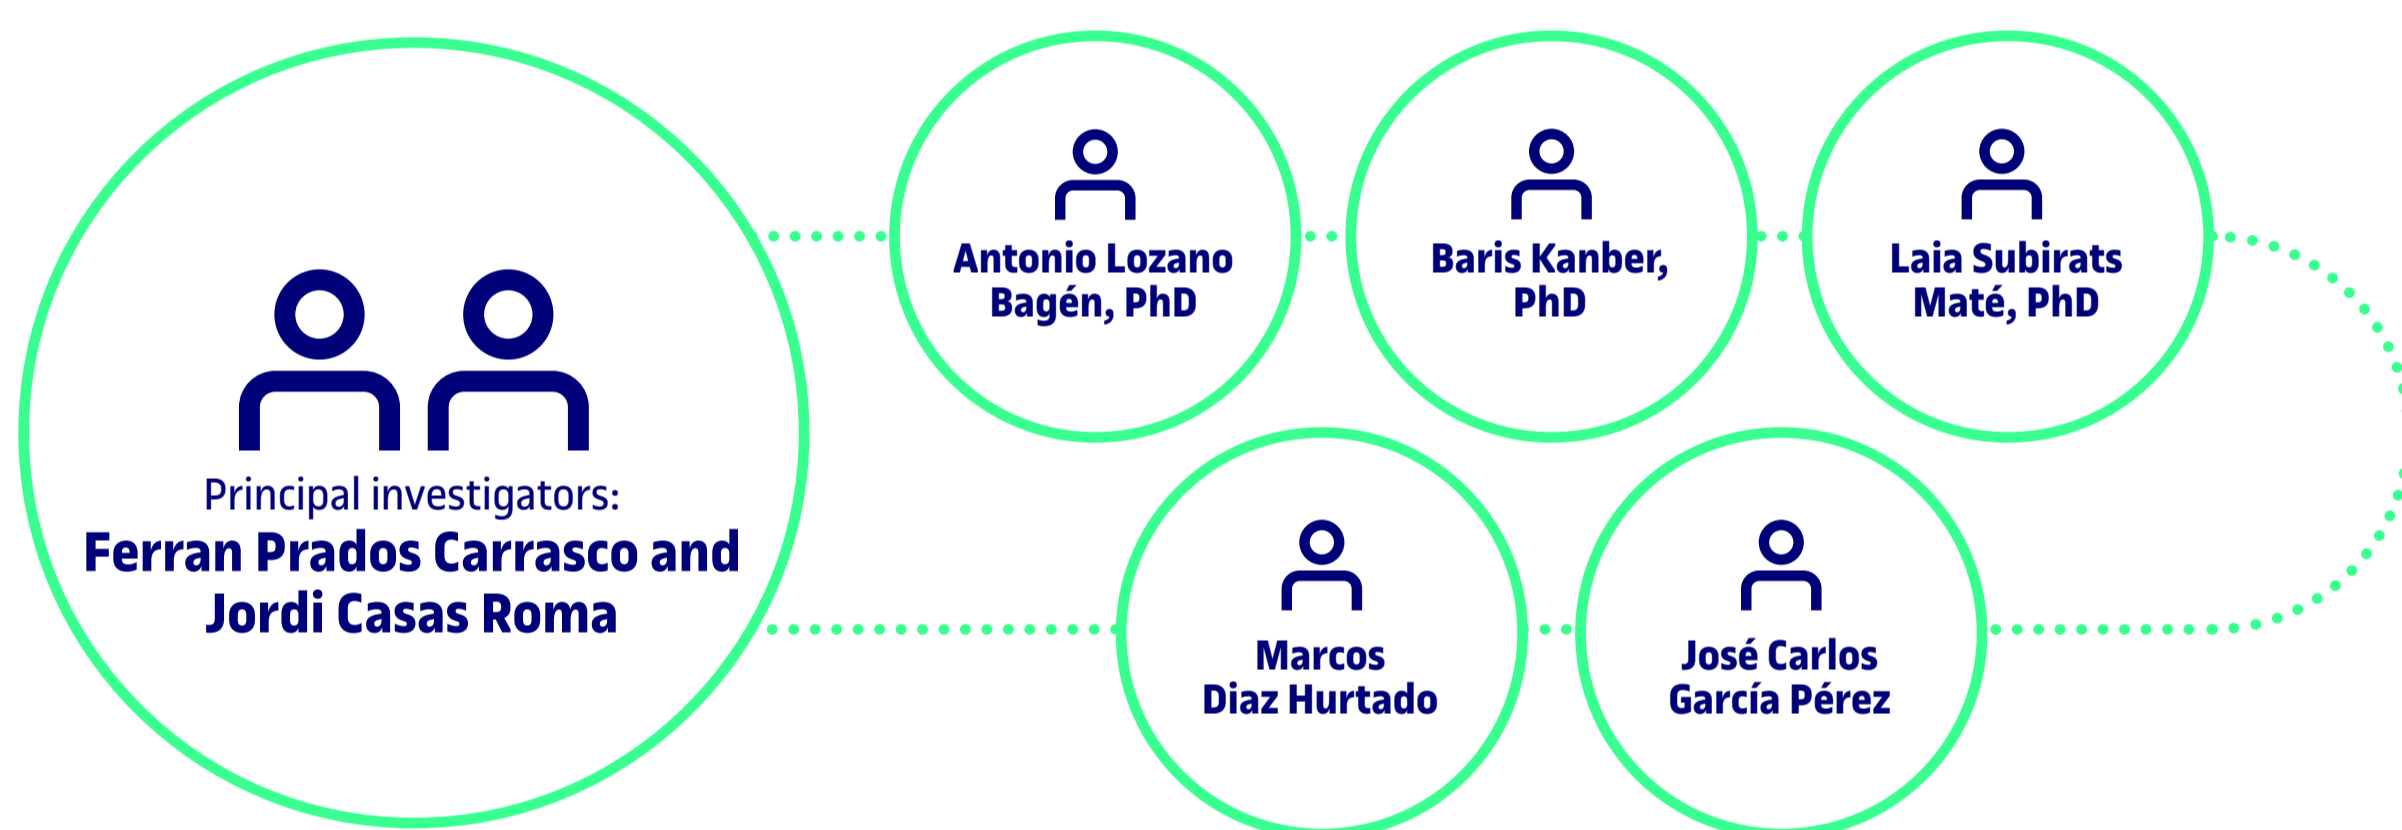 Principal investigators:
Ferran Prados Carrasco and
Jordi Casas Roma
Antonio Lozano
Bagén, PhD
Baris Kanber,
PhD
Laia Subirats
Maté, PhD
Marcos
Diaz Hurtado
José Carlos
García Pérez